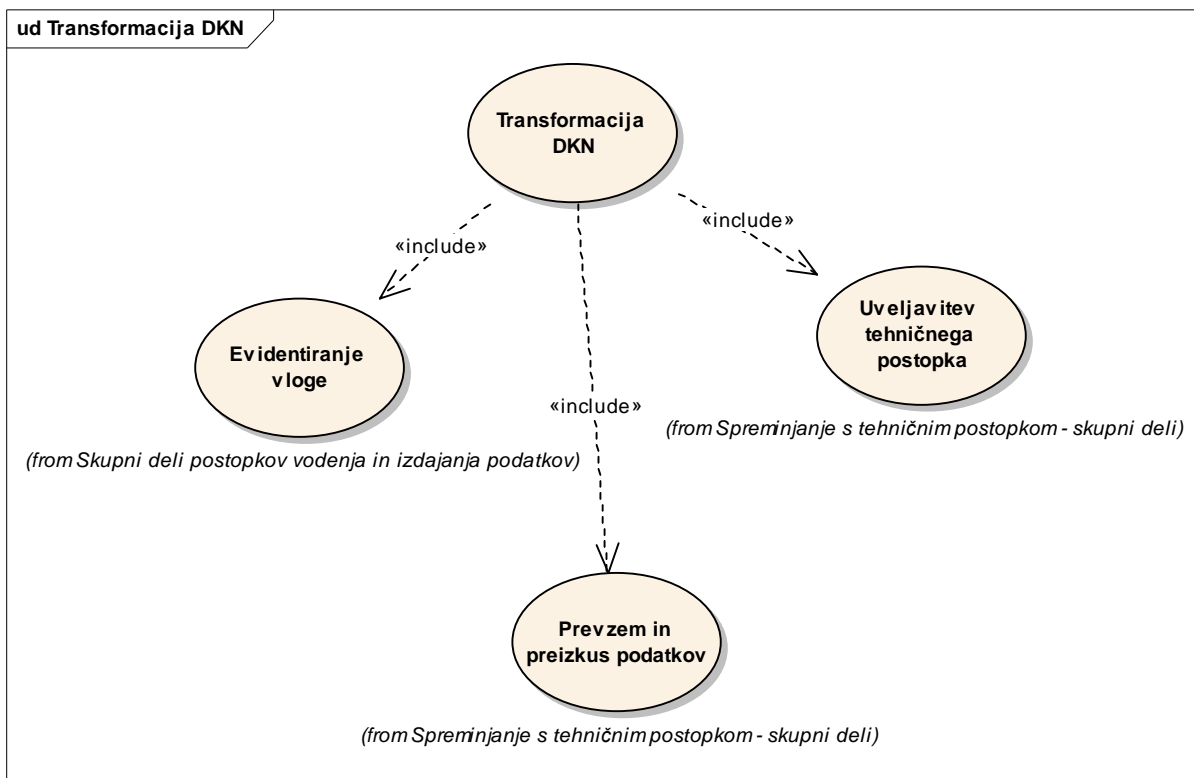 ud Transformacija DKN
Transformacija
DKN
«include»
«include»
Evidentiranje
vloge
(from Skupni deli postopkov vodenja in izdajanja podatkov)
Uveljavitev
tehničnega
postopka
(from Spreminjanje s tehničnim postopkom - skupni deli)
«include»
Prevzem in
preizkus podatkov
(from Spreminjanje s tehničnim postopkom - skupni deli)